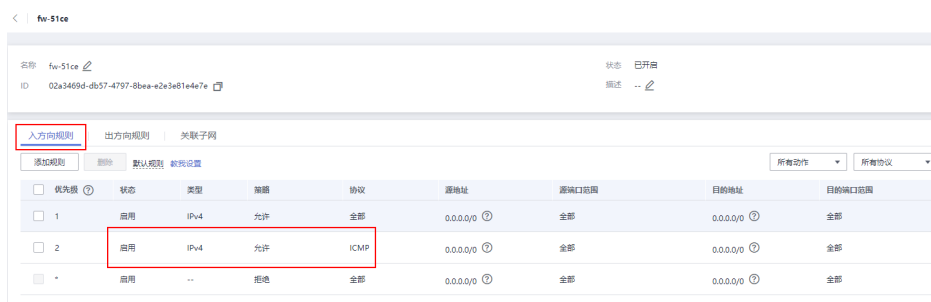 < fw-51ce
名称 fw-51ce 状态 已开启
ID 02a3469d-db57-4797-8bea-e2e3e81e4e7e 描述 --
入方向规则 出方向规则 关联子网
添加规则 删除 默认规则 教我设置 所有动作 所有协议
优先级 状态 类型 策略 协议 源地址 源端口范围 目的地址 目的端口范围
1 启用 IPv4 允许 全部 0.0.0.0/0 全部 0.0.0.0/0 全部
2 启用 IPv4 允许 ICMP 0.0.0.0/0 全部 0.0.0.0/0 全部
* 启用 -- 拒绝 全部 0.0.0.0/0 全部 0.0.0.0/0 全部